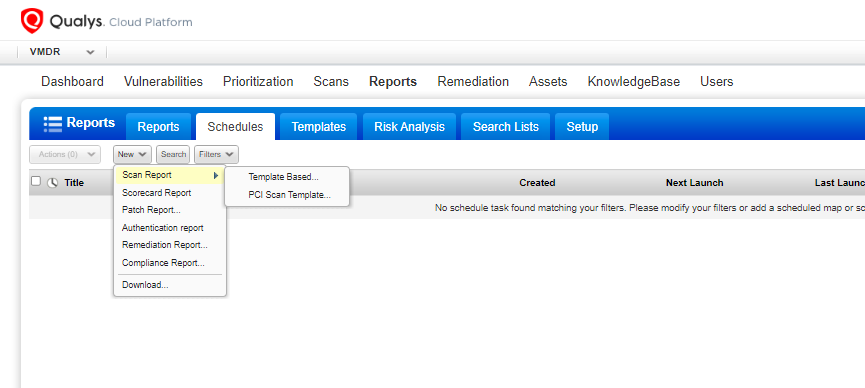 Qualys. Cloud Platform
VMDR
Dashboard Vulnerabilities Prioritization Scans Reports Remediation Assets KnowledgeBase Users
Reports Reports Schedules Templates Risk Analysis Search Lists Setup
Actions (0) New Search Filters
Title Created Next Launch Last Laun
Scan Report
Template Based...
Scorecard Report
PCI Scan Template...
Patch Report...
No schedule task found matching your filters. Please modify your filters or add a scheduled map or sc
Authentication report
Remediation Report...
Compliance Report...
Download...